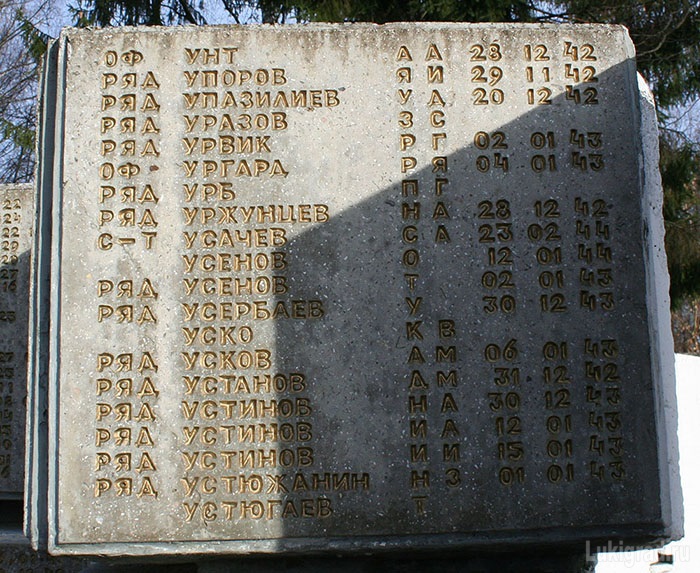 ОФ УНТ А А 28 12 42
РЯД УПОРОВ Я И 29 11 42
РЯД УПАЗИЛИЕВ У Д 20 12 42
РЯД УРАЗОВ З С
РЯД УРВИК Р Г 02 01 43
ОФ УРГАРД Р Я 04 01 43
РЯД УРБ П Г
РЯД УРЖУНЦЕВ Н А 28 12 42
С-Т УСАЧЕВ С А 23 02 44
УСЕНОВ О 12 01 44
РЯД УСЕНОВ Т 02 01 43
РЯД УСЕРБАЕВ У 30 12 43
УСКО К В
РЯД УСКОВ А М 06 01 43
РЯД УСТАНОВ Д М 31 12 42
РЯД УСТИНОВ Н А 30 12 43
РЯД УСТИНОВ И А 12 01 43
РЯД УСТИНОВ И И 15 01 43
РЯД УСТЮЖАНИН Н З 01 01 43
УСТЮГАЕВ Т
Lukigrad.ru